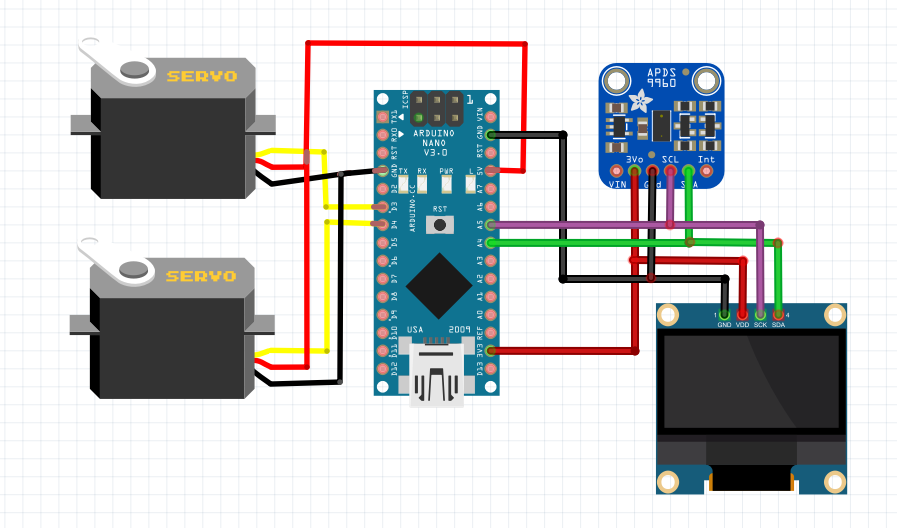 SERVO
SERVO
ICSP
1
ARDUINO
NANO
V3.0
TX1
RX0
RST
GND
D2
D3
D4
D5
D6
D7
D8
D9
D10
D11
D12
VIN
GND
RST
5V
A7
A6
A5
A4
A3
A2
A1
A0
REF
3V3
D13
TX RX PWR L
RST
ARDUINO.CC
USA 2009
APDS
9960
3Vo SCL Int
VIN Gnd SDA
1 4
GND VDD SCK SDA